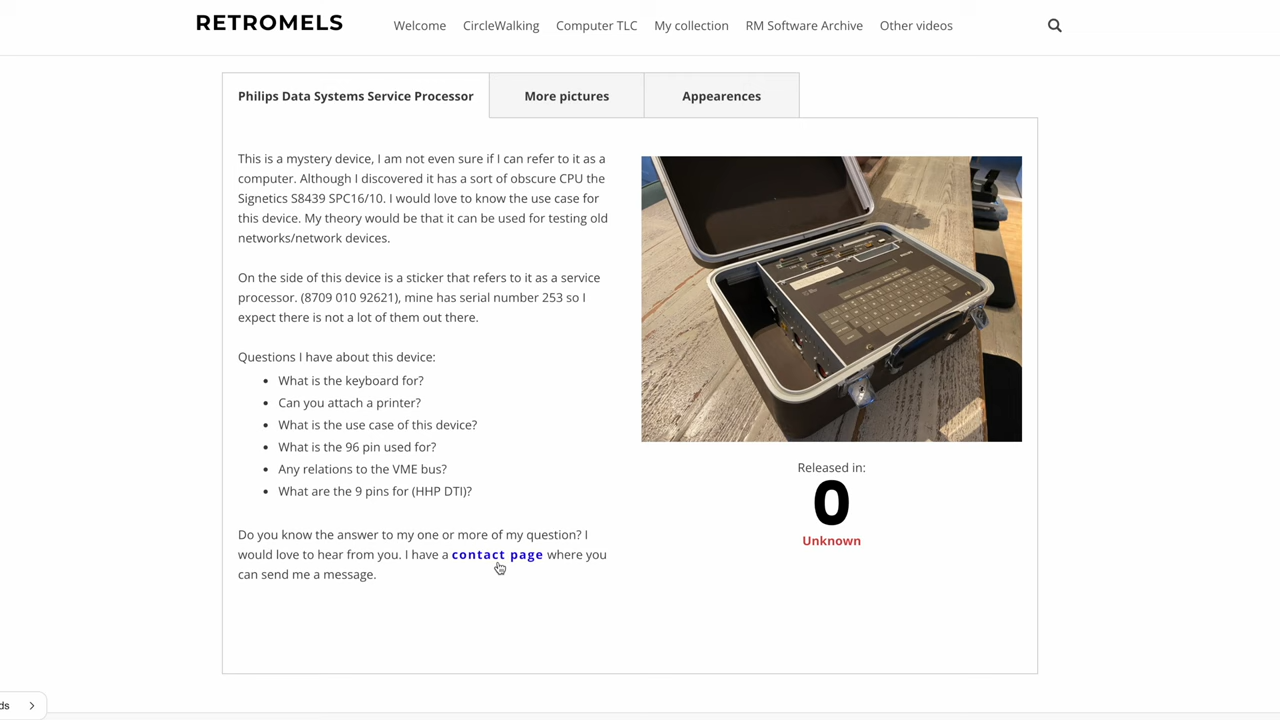 RETROMELS
Welcome CircleWalking Computer TLC My collection RM Software Archive Other videos
Philips Data Systems Service Processor More pictures Appearences
This is a mystery device, I am not even sure if I can refer to it as a
computer. Although I discovered it has a sort of obscure CPU the
Signetics S8439 SPC16/10. I would love to know the use case for
this device. My theory would be that it can be used for testing old
networks/network devices.
On the side of this device is a sticker that refers to it as a service
processor. (8709 010 92621), mine has serial number 253 so I
expect there is not a lot of them out there.
Questions I have about this device:
• What is the keyboard for?
• Can you attach a printer?
• What is the use case of this device?
• What is the 96 pin used for?
• Any relations to the VME bus?
• What are the 9 pins for (HHP DTI)?
Do you know the answer to my one or more of my question? I
would love to hear from you. I have a contact page where you
can send me a message.
Released in:
0
Unknown
ds